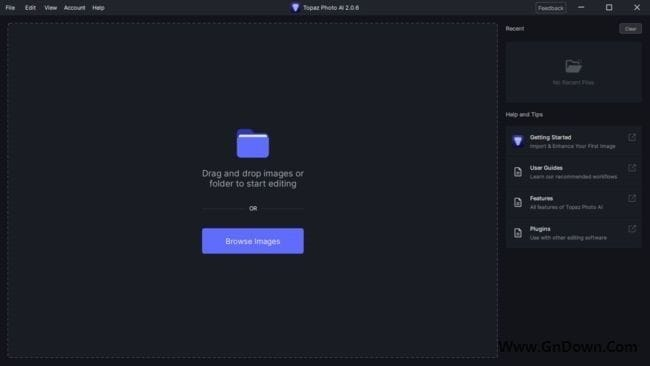 File Edit View Account Help
Topaz Photo AI 2.0.6
Feedback
Drag and drop images or
folder to start editing
OR
Browse Images
Recent
Clear
No Recent Files
Help and Tips
Getting Started
Import & Enhance Your First Image
User Guides
Learn our recommended workflows
Features
All features of Topaz Photo AI
Plugins
Use with other editing software
Www.GnDown.Com